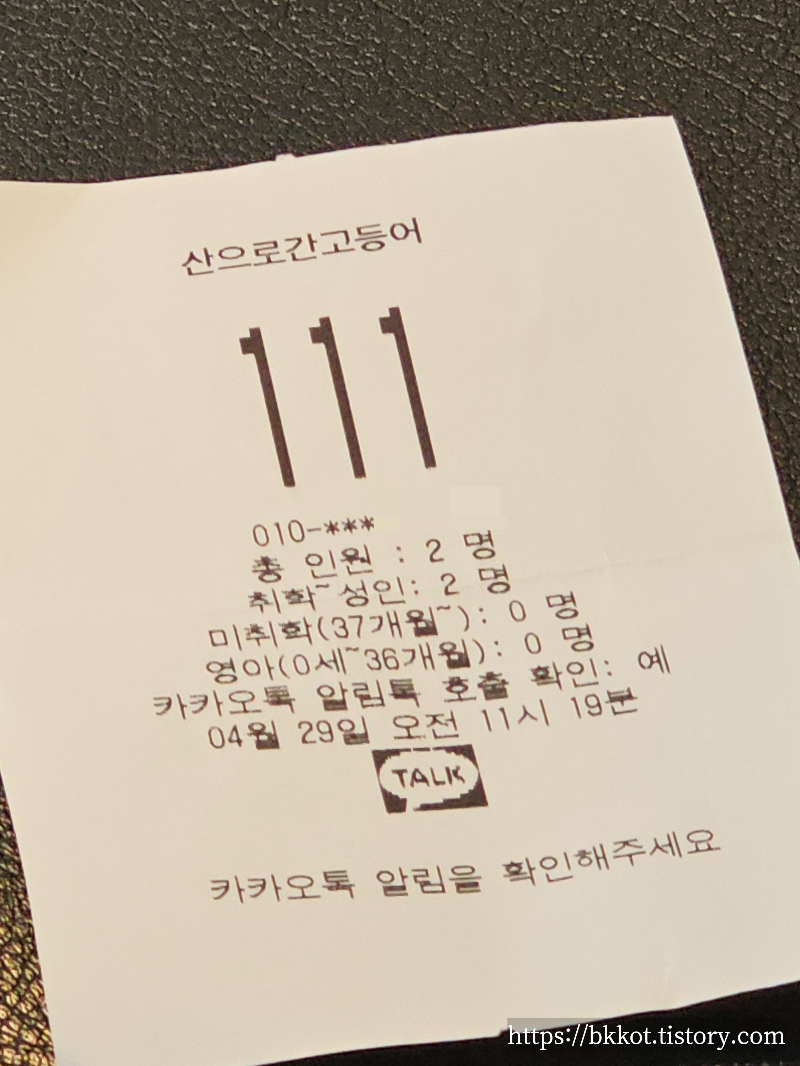 산으로간고등어
111
010-***
총 인원 : 2 명
취학~성인: 2 명
미취학(37개월~): 0 명
영아(0세~36개월): 0 명
카카오톡 알림톡 호출 확인: 예
04월 29일 오전 11시 19분
TALK
카카오톡 알림을 확인해주세요
https://bkkot.tistory.com